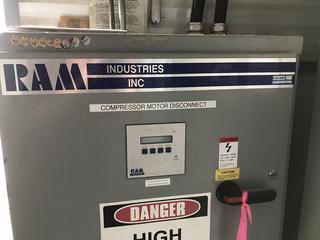 RAM
INDUSTRIES
INC
COMPRESSOR MOTOR DISCONNECT
RAM
CAUTION
DANGER
HIGH